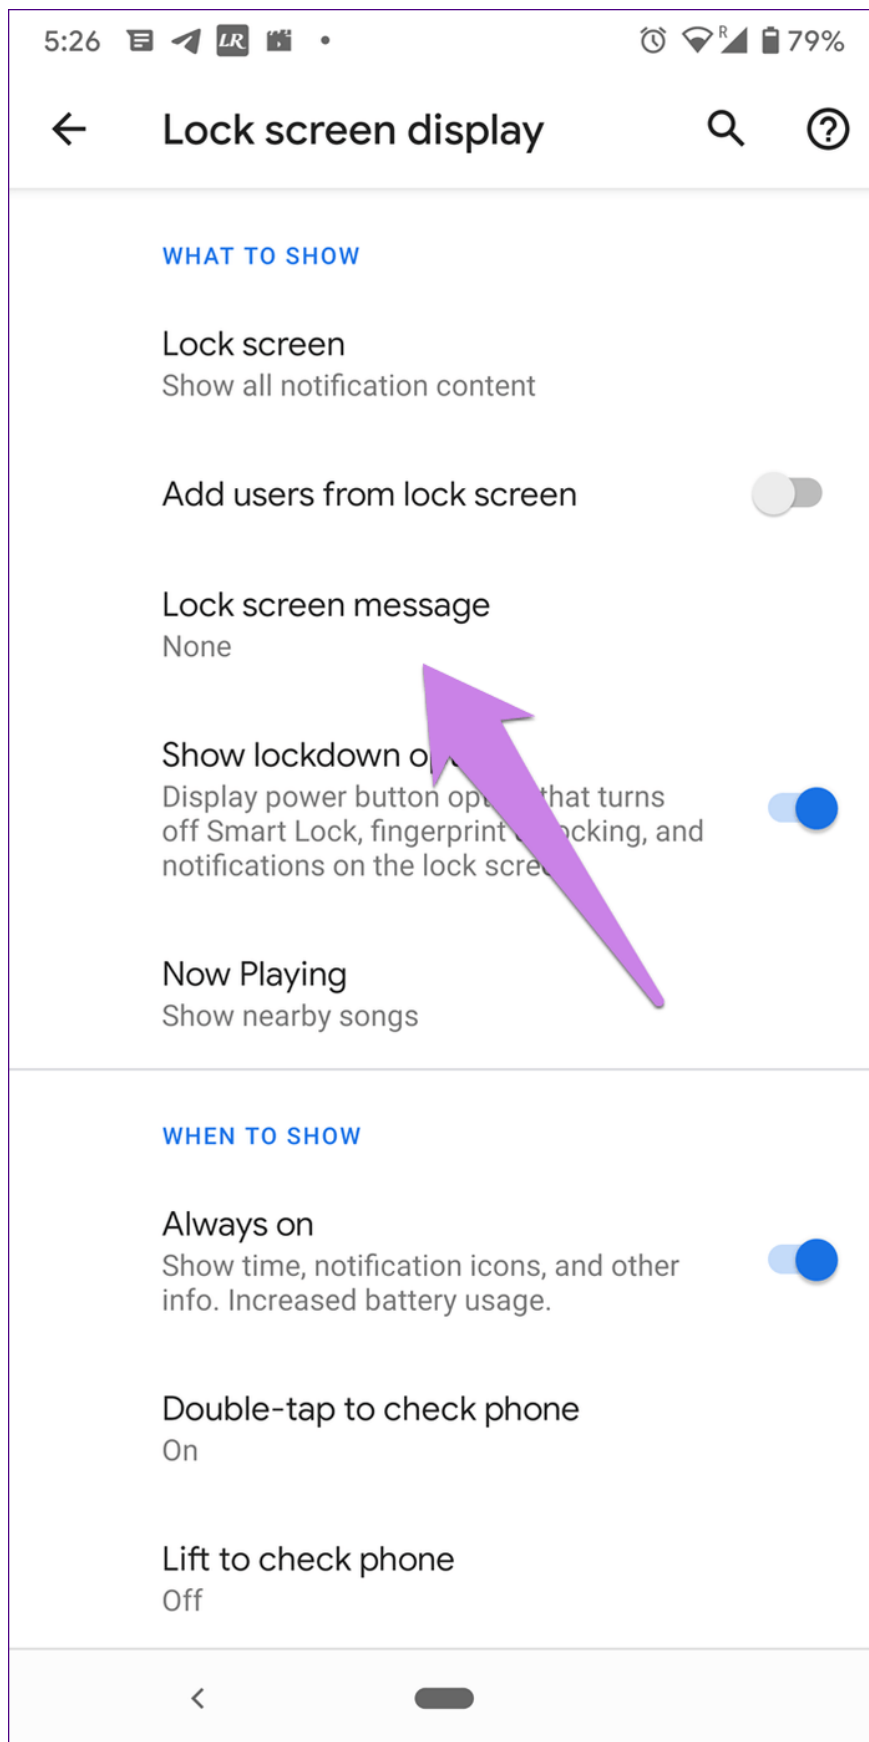 5:26 LR R 79%
Lock screen display
WHAT TO SHOW
Lock screen
Show all notification content
Add users from lock screen
Lock screen message
None
Show lockdown
Display power button that turns
off Smart Lock, fingerprint and
notifications on the lock
Now Playing
Show nearby songs
WHEN TO SHOW
Always on
Show time, notification icons, and other
info. Increased battery usage.
Double-tap to check phone
On
Lift to check phone
Off